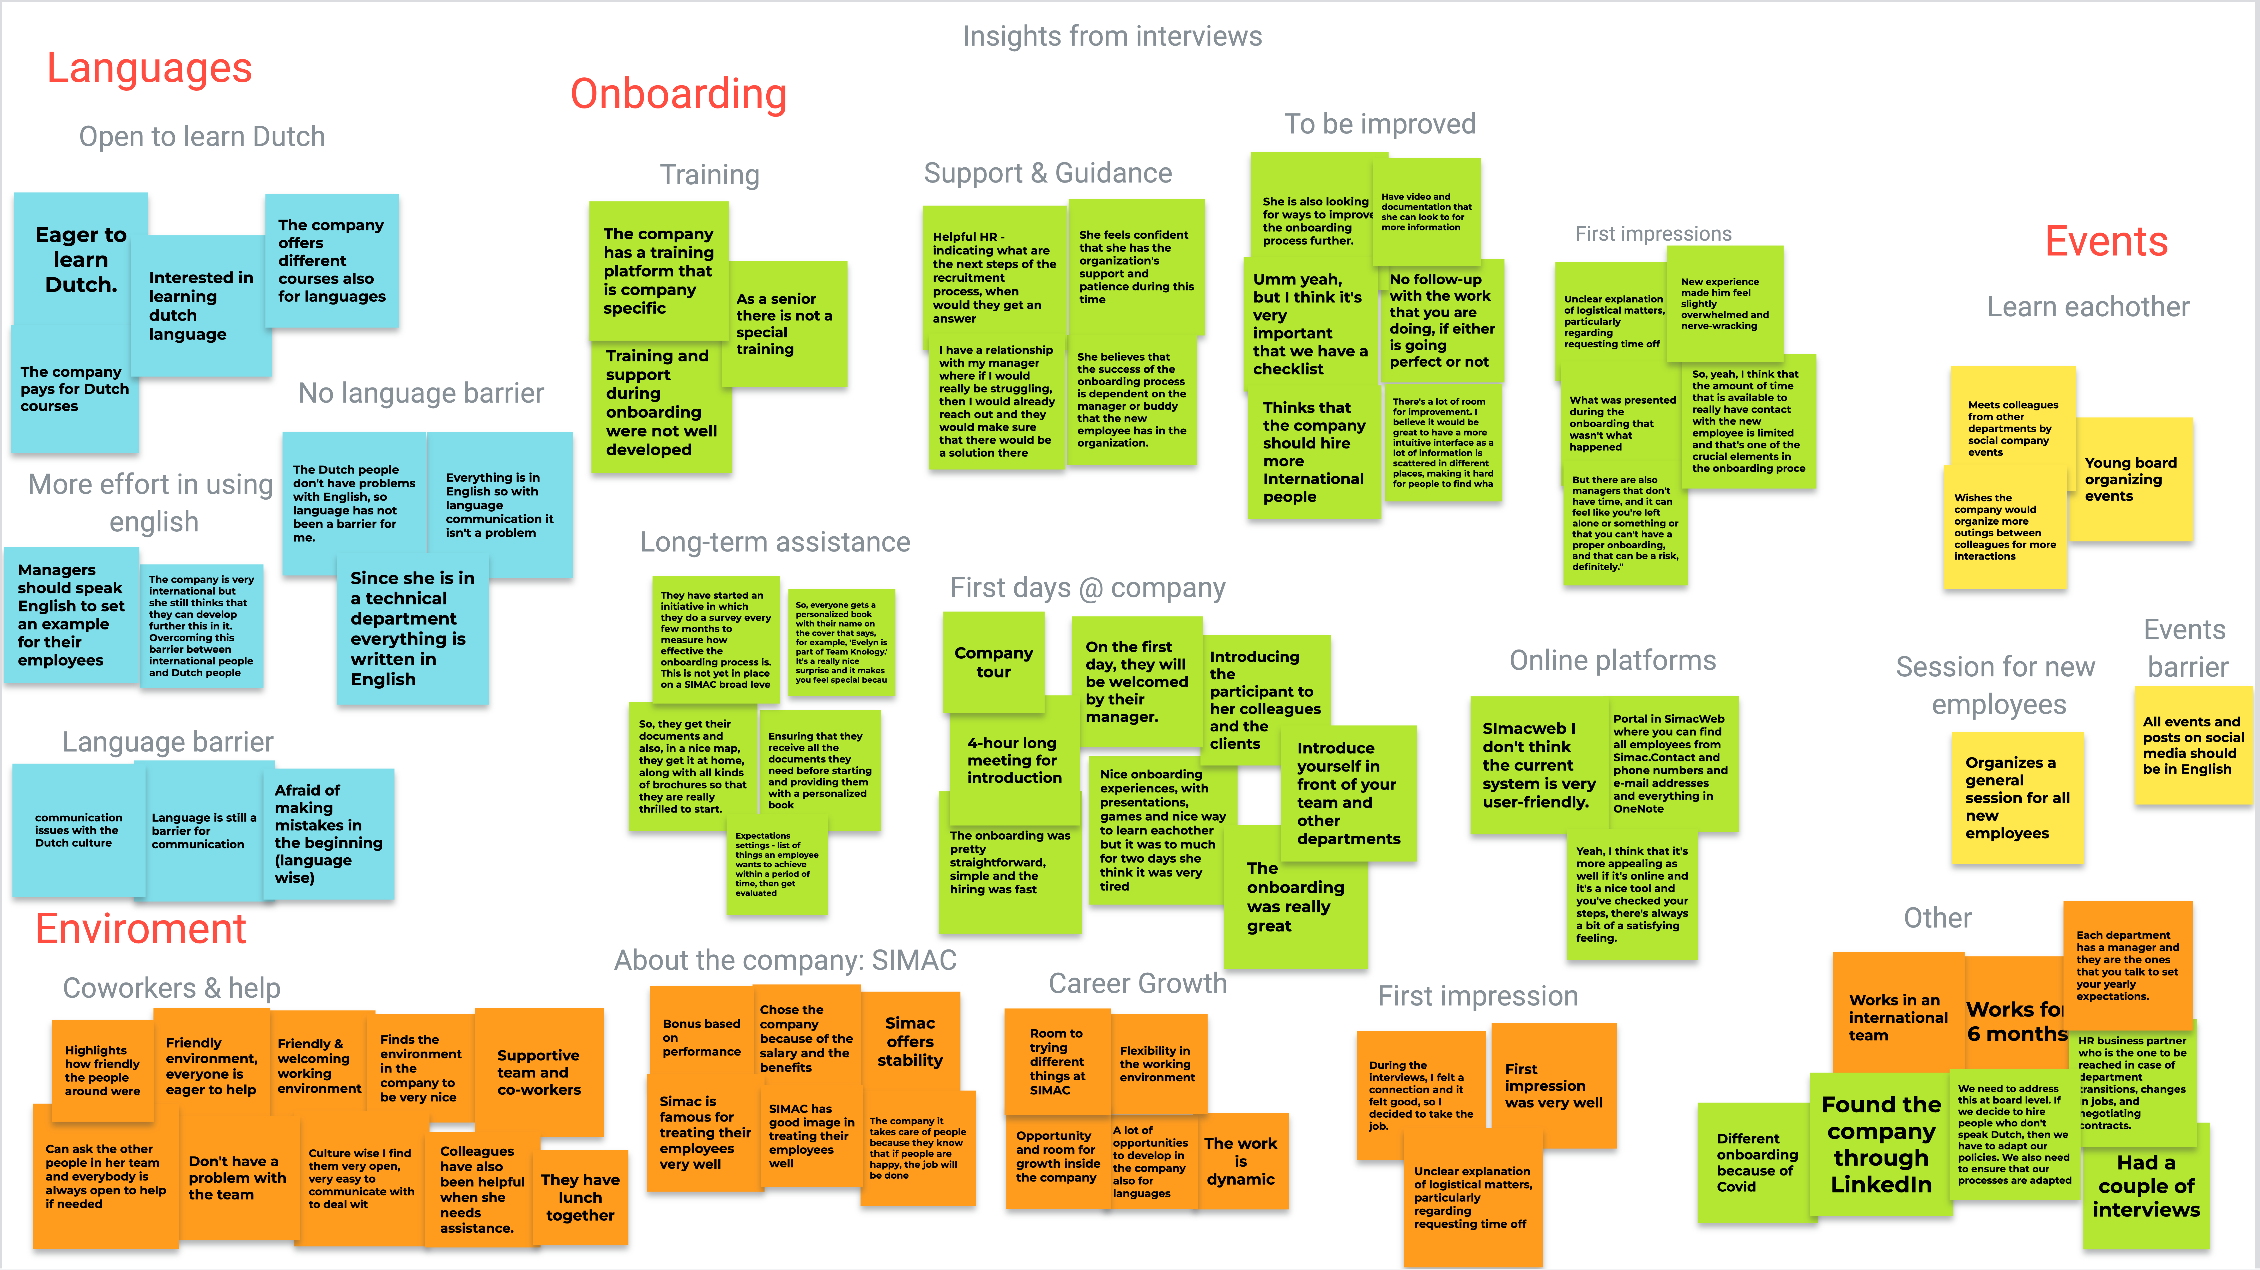 Insights from interviews
Languages
Open to learn Dutch
Eager to
learn
Dutch.
Interested in
learning
dutch
language
The company
offers
different
courses also
for languages
The company
pays for Dutch
courses
No language barrier
The Dutch people
don't have problems
with English, so
language has not
been a barrier for
me.
Everything is in
English so with
language
communication it
isn't a problem
Since she is in
a technical
department
everything is
written in
English
More effort in using
english
Managers
should speak
English to set
an example
for their
employees
The company is very
international but
she still thinks that
they can develop
further this in it.
Overcoming this
barrier between
international people
and Dutch people
Language barrier
communication
issues with the
Dutch culture
Language is still a
barrier for
communication
Afraid of
making
mistakes in
the beginning
(language
wise)
Onboarding
Training
The company
has a training
platform that
is company
specific
As a senior
there is not a
special
training
Training and
support
during
onboarding
were not well
developed
Support & Guidance
Helpful HR -
indicating what are
the next steps of the
recruitment
process, when
would they get an
answer
She feels confident
that she has the
organization's
support and
patience during this
time
I have a relationship
with my manager
where if I would
really be struggling,
then I would already
reach out and they
would make sure
that there would be
a solution there
She believes that
the success of the
onboarding process
is dependent on the
manager or buddy
that the new
employee has in the
organization.
To be improved
She is also looking
for ways to improve
the onboarding
process further.
Have video and
documentation that
she can look to for
more information
Umm yeah,
but I think it's
very
important
that we have a
checklist
No follow-up
with the work
that you are
doing, if either
is going
perfect or not
Thinks that
the company
should hire
more
International
people
There's a lot of room
for improvement. I
believe it would be
great to have a more
intuitive interface as a
lot of information is
scattered in different
places, making it hard
for people to find wha
First impressions
Unclear explanation
of logistical matters,
particularly
regarding
requesting time off
New experience
made him feel
slightly
overwhelmed and
nerve-wracking
What was presented
during the
onboarding that
wasn't what
happened
So, yeah, I think that
the amount of time
that is available to
really have contact
with the new
employee is limited
and that's one of the
crucial elements in
the onboarding proce
But there are also
managers that don't
have time, and it can
feel like you're left
alone or something or
that you can't have a
proper onboarding,
and that can be a risk,
definitely."
Long-term assistance
They have started an
initiative in which
they do a survey every
few months to
measure how
effective the
onboarding process is.
This is not yet in place
on a SIMAC broad leve
So, everyone gets a
personalized book
with their name on
the cover that says,
for example, 'Evelyn is
part of Team Knology.'
It's a really nice
surprise and it makes
you feel special becau
So, they get their
documents and
also, in a nice map,
they get it at home,
along with all kinds
of brochures so that
they are really
thrilled to start.
Ensuring that they
receive all the
documents they
need before starting
and providing them
with a personalized
book
Expectations
settings - list of
things an employee
wants to achieve
within a period of
time, then get
evaluated
First days @ company
Company
tour
On the first
day, they will
be welcomed
by their
manager.
Introducing
the
participant to
her colleagues
and the
clients
4-hour long
meeting for
introduction
Introduce
yourself in
front of your
team and
other
departments
Nice onboarding
experiences, with
presentations,
games and nice way
to learn eachother
but it was to much
for two days she
think it was very
tired
The onboarding was
pretty
straightforward,
simple and the
hiring was fast
The
onboarding
was really
great
Online platforms
SImacweb I
don't think
the current
system is very
user-friendly.
Portal in SimacWeb
where you can find
all employees from
Simac.Contact and
phone numbers and
e-mail addresses
and everything in
OneNote
Yeah, I think that it's
more appealing as
well if it's online and
it's a nice tool and
you've checked your
steps, there's always
a bit of a satisfying
feeling.
Events
Learn eachother
Meets colleagues
from other
departments by
social company
events
Young board
organizing
events
Wishes the
company would
organize more
outings between
colleagues for more
interactions
Session for new
employees
Organizes a
general
session for all
new
employees
Events
barrier
All events and
posts on social
media should
be in English
Enviroment
Coworkers & help
Highlights
how friendly
the people
around were
Friendly
environment,
everyone is
eager to help
Friendly &
welcoming
working
environment
Finds the
environment
in the
company to
be very nice
Supportive
team and
co-workers
Can ask the other
people in her team
and everybody is
always open to help
if needed
Don't have a
problem with
the team
Culture wise I find
them very open,
very easy to
communicate with
to deal wit
Colleagues
have also
been helpful
when she
needs
assistance.
They have
lunch
together
About the company: SIMAC
Bonus based
on
performance
Chose the
company
because of the
salary and the
benefits
Simac
offers
stability
Simac is
famous for
treating their
employees
very well
SIMAC has
good image in
treating their
employees
well
The company it
takes care of people
because they know
that if people are
happy, the job will
be done
Career Growth
Room to
trying
different
things at
SIMAC
Flexibility in
the working
environment
Opportunity
and room for
growth inside
the company
A lot of
opportunities
to develop in
the company
also for
languages
The work
is
dynamic
First impression
During the
interviews, I felt a
connection and it
felt good, so I
decided to take the
job.
First
impression
was very well
Unclear explanation
of logistical matters,
particularly
regarding
requesting time off
Other
Works in an
international
team
Works for
6 months
Each department
has a manager and
they are the ones
that you talk to set
your yearly
expectations.
HR business partner
who is the one to be
reached in case of
department
transitions, changes
in jobs, and
negotiating
contracts.
Different
onboarding
because of
Covid
Found the
company
through
LinkedIn
We need to address
this at board level. If
we decide to hire
people who don't
speak Dutch, then we
have to adapt our
policies. We also need
to ensure that our
processes are adapted
Had a
couple of
interviews